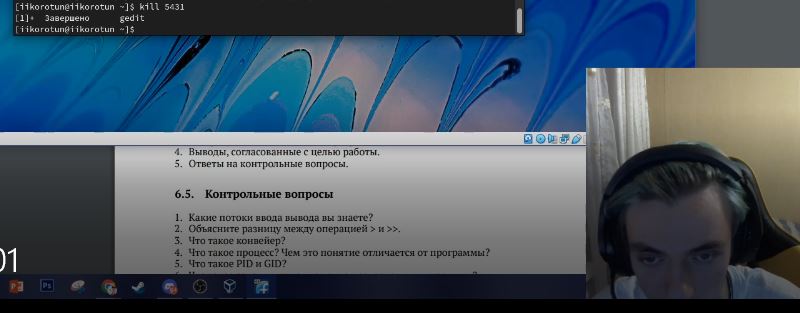 [iikorotun@iikorotun ~]$ kill 5431
[1]+  Завершено      gedit
[iikorotun@iikorotun ~]$
4. Выводы, согласованные с целью работы.
5. Ответы на контрольные вопросы.
6.5. Контрольные вопросы
1. Какие потоки ввода вывода вы знаете?
2. Объясните разницу между операцией > и >>.
3. Что такое конвейер?
4. Что такое процесс? Чем это понятие отличается от программы?
5. Что такое PID и GID?
01